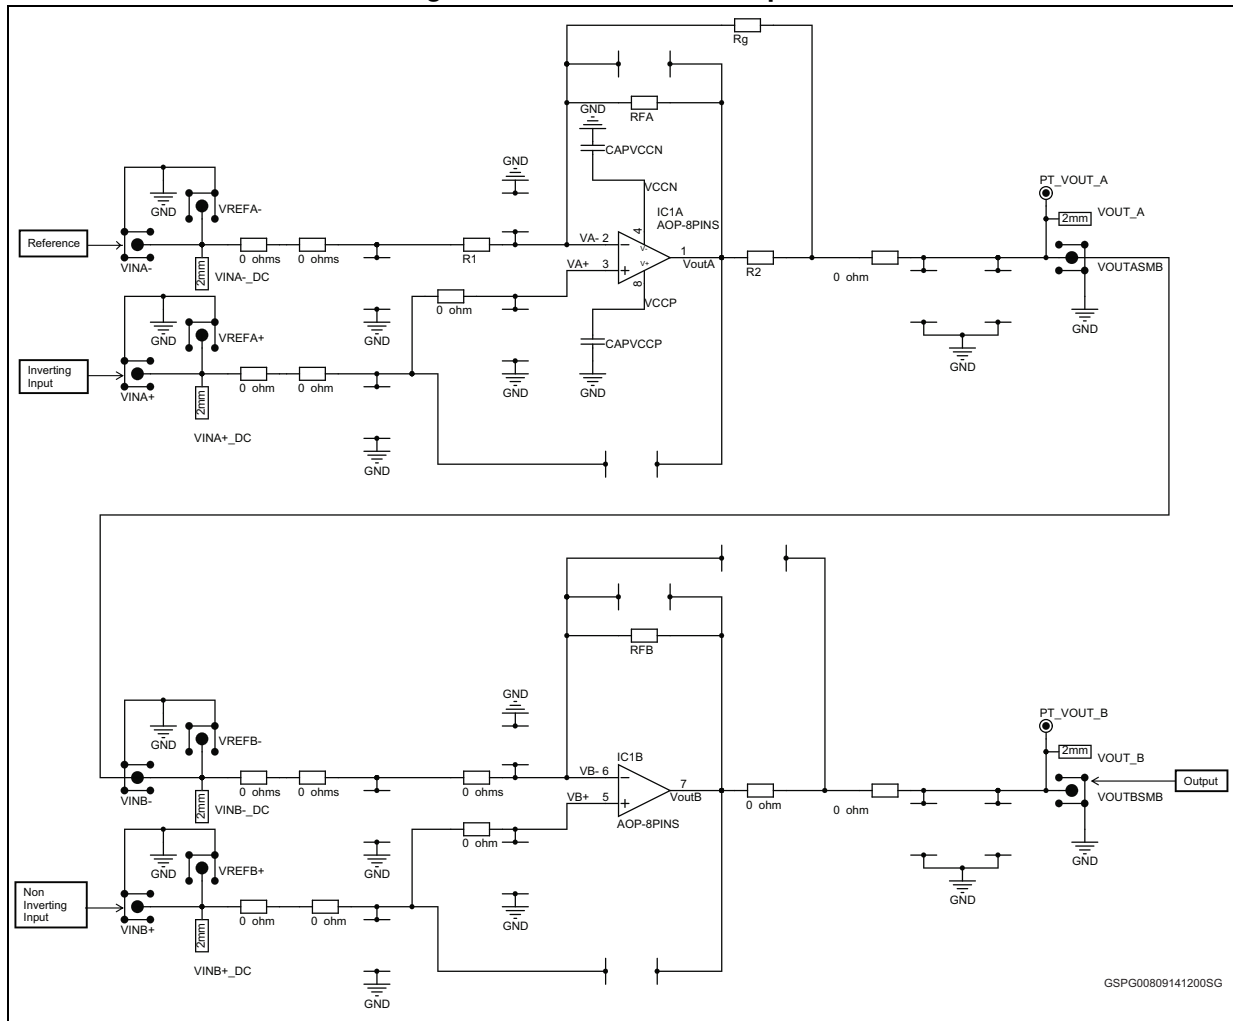 Rg
RFA
GND
CAPVCCN
GND
VCCN
PT_VOUT_A
IC1A
AOP-8PINS
2mm
VOUT_A
GND
VREFA-
Reference
VINA-
2mm
VINA-_DC
0 ohms
0 ohms
R1
VA- 2
4
V-
VA+ 3
V+
8
1
VoutA
R2
0 ohm
VOUTASMB
GND
0 ohm
VCCP
GND
VREFA+
GND
CAPVCCP
GND
Inverting
Input
VINA+
2mm
VINA+_DC
0 ohm
0 ohm
GND
GND
GND
RFB
GND
PT_VOUT_B
GND
VREFB-
IC1B
2mm
VOUT_B
VINB-
2mm
VINB-_DC
0 ohms
0 ohms
0 ohms
VB- 6
VB+ 5
7
VoutB
AOP-8PINS
0 ohm
0 ohm
VOUTBSMB
Output
GND
0 ohm
GND
VREFB+
GND
GND
GND
Non
Inverting
Input
VINB+
2mm
VINB+_DC
0 ohm
0 ohm
GND
GSPG00809141200SG